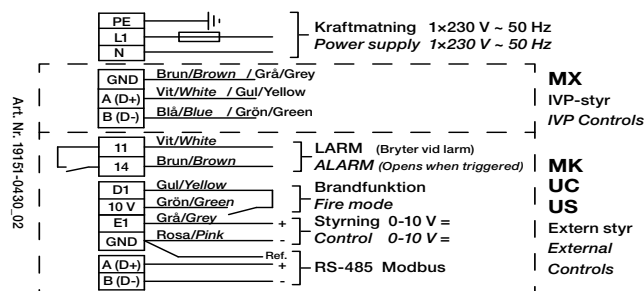 PE
L1
N
Kraftmatning 1×230 V ~ 50 Hz
Power supply 1×230 V ~ 50 Hz
GND Brun/Brown / Grå/Grey
A (D+) Vit/White / Gul/Yellow
B (D-) Blå/Blue / Grön/Green
MX
IVP-styr
IVP Controls
Art. Nr. 19151-0430_02
11 Vit/White
14 Brun/Brown
LARM (Bryter vid larm)
ALARM (Opens when triggered)
D1 Gul/Yellow
10 V Grön/Green
Brandfunktion
Fire mode
E1 Grå/Grey +
GND Rosa/Pink -
Styrning 0-10 V =
Control 0-10 V =
Ref.
A (D+) +
B (D-) -
RS-485 Modbus
MK
UC
US
Extern styr
External
Controls